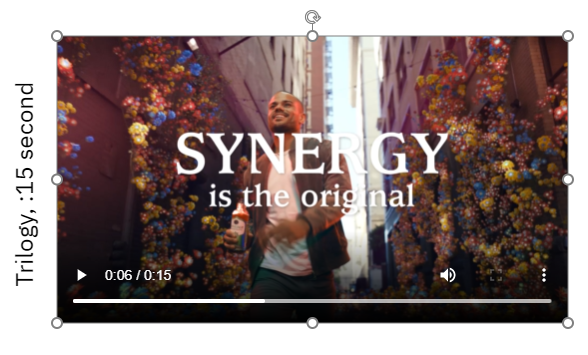 Trilogy, :15 second
SYNERGY
is the original
0:06 / 0:15